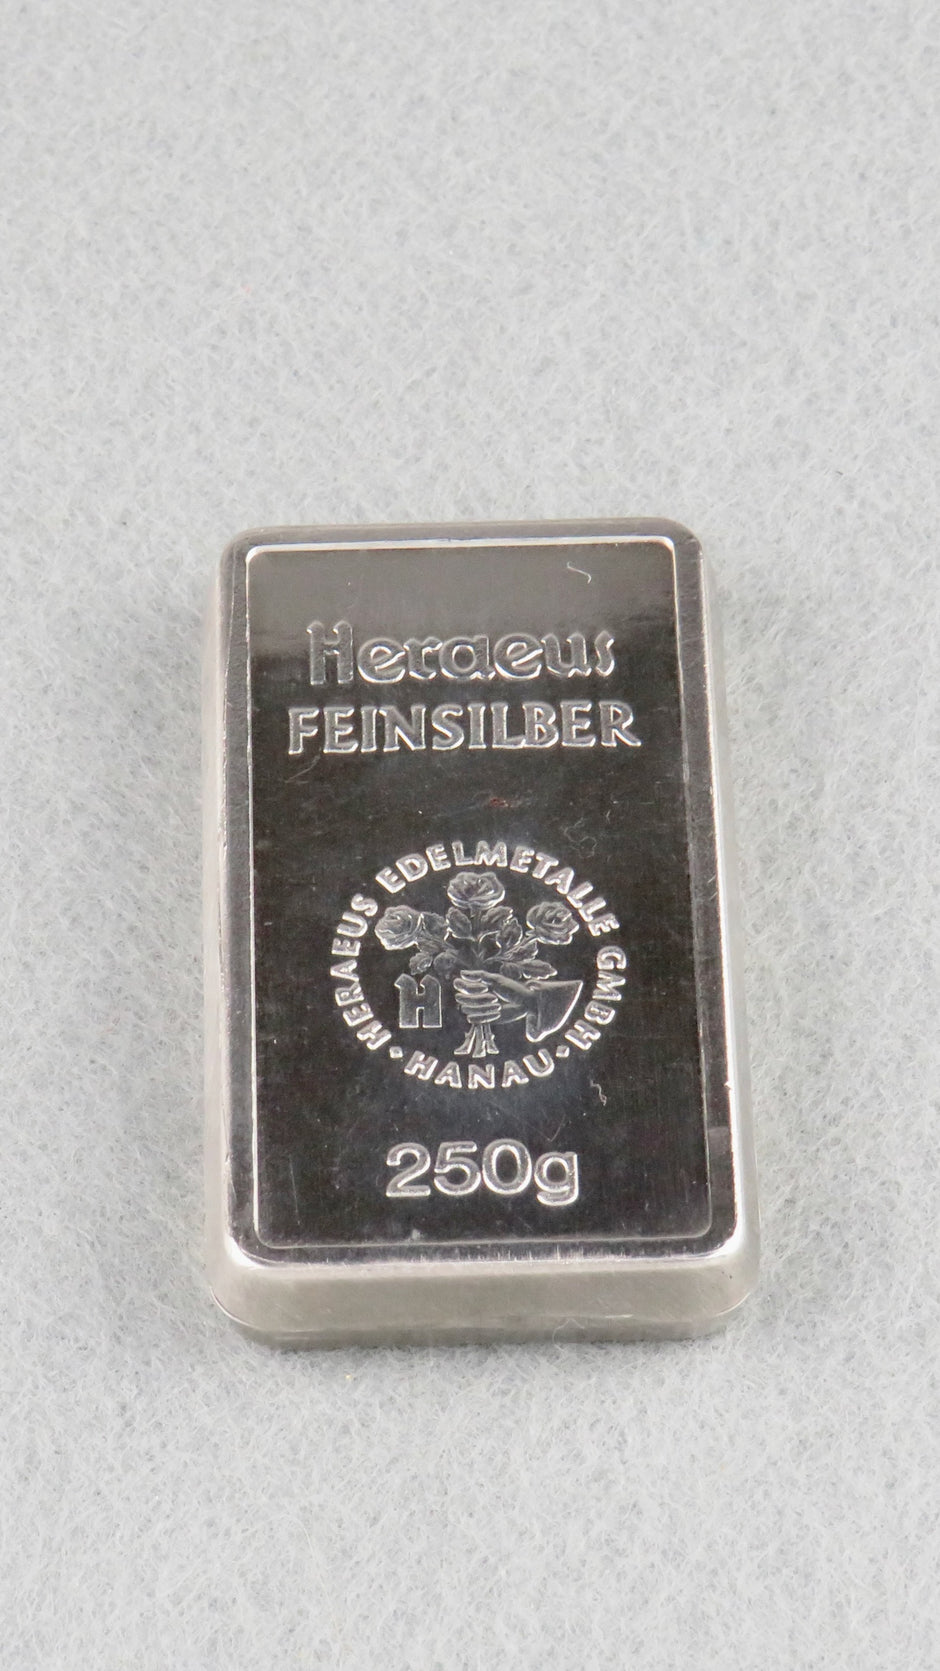 Heraeus
FEINSILBER
HERAEUS EDELMETALLE GMBH
H
• HANAU •
250g